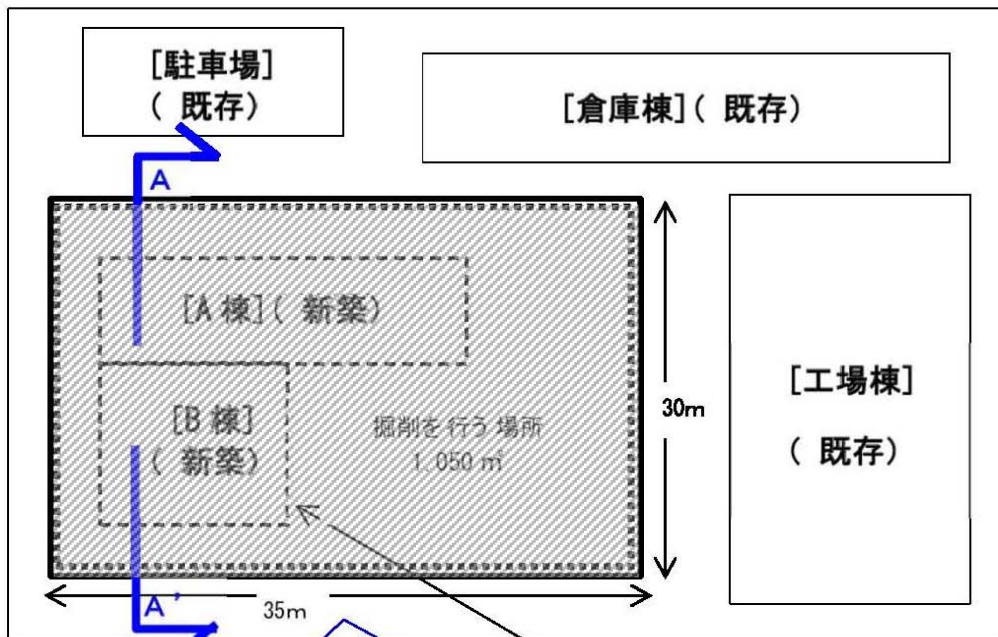 [駐車場]
( 既存)
[倉庫棟]( 既存)
A
[A 棟]( 新築)
[B 棟]
( 新築)
掘削を 行う 場所
1,050 ㎡
30m
[工場棟]
( 既存)
A'
35m